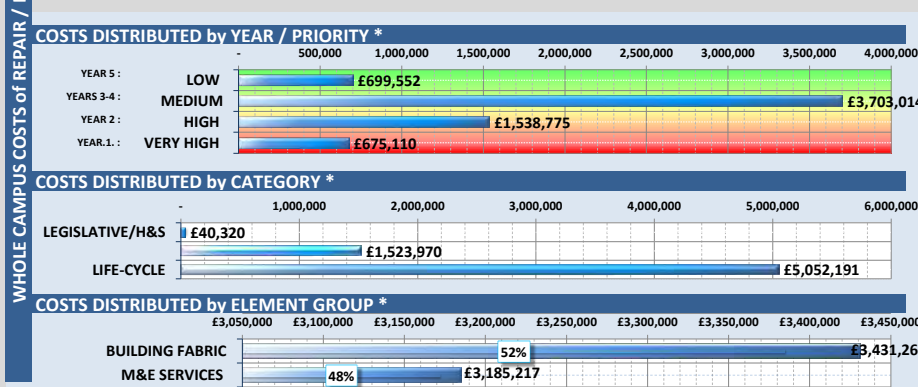 WHOLE CAMPUS COSTS of REPAIR /
COSTS DISTRIBUTED by YEAR / PRIORITY *
- 500,000 1,000,000 1,500,000 2,000,000 2,500,000 3,000,000 3,500,000 4,000,000
YEAR 5 : LOW £699,552
YEARS 3-4 : MEDIUM £3,703,014
YEAR 2 : HIGH £1,538,775
YEAR.1. : VERY HIGH £675,110
COSTS DISTRIBUTED by CATEGORY *
- 1,000,000 2,000,000 3,000,000 4,000,000 5,000,000 6,000,000
LEGISLATIVE/H&S £40,320
£1,523,970
LIFE-CYCLE £5,052,191
COSTS DISTRIBUTED by ELEMENT GROUP *
£3,050,000 £3,100,000 £3,150,000 £3,200,000 £3,250,000 £3,300,000 £3,350,000 £3,400,000 £3,450,000
BUILDING FABRIC 52% £3,431,26
M&E SERVICES 48% £3,185,217